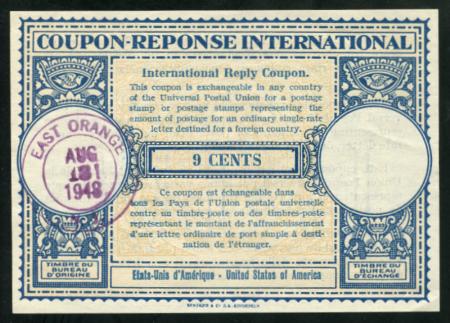 COUPON-REPONSE INTERNATIONAL
International Reply Coupon.
This coupon is exchangeable in any country
of the Universal Postal Union for a postage
stamp or postage stamps representing the
amount of postage for an ordinary single-rate
letter destined for a foreign country.
EAST ORANGE
AUG
1948
9 CENTS
Ce coupon est échangeable dans
tous les Pays de l'Union postale universelle
contre un timbre-poste ou des timbres-poste
représentant le montant de l'affranchissement
d'une lettre ordinaire de port simple à desti-
nation de l'étranger.
TIMBRE DU
BUREAU
D'ORIGINE
Etats-Unis d'Amérique - United States of America
TIMBRE DU
BUREAU
D'ÉCHANGE